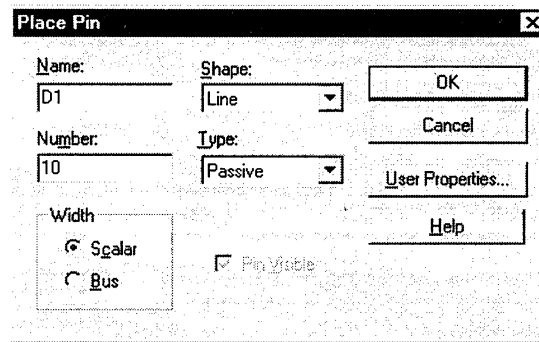 Place Pin
Name:
D1
Shape:
Line
OK
Cancel
Number:
10
Type:
Passive
User Properties...
Help
Width
Scalar
Bus
Pin Visible